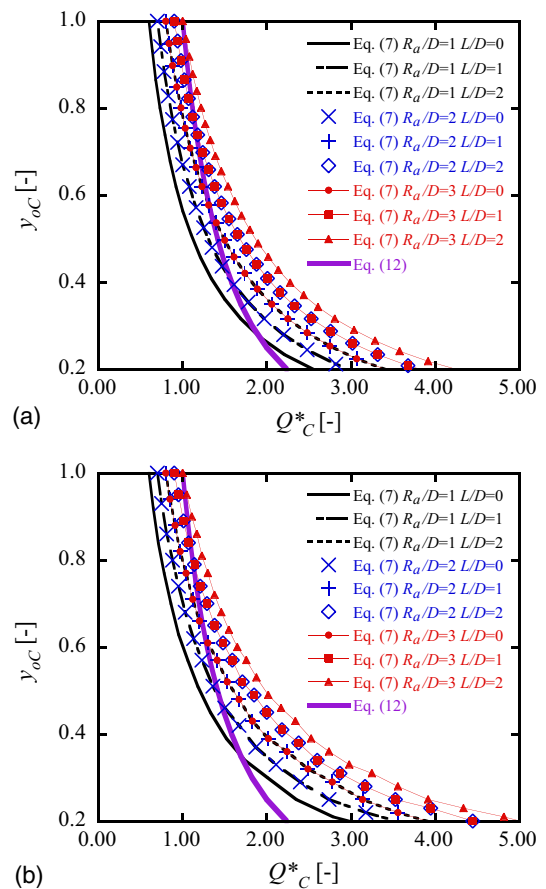 1.0
0.8
0.6
0.4
0.2
y_oC [-]
Eq. (7) R_a/D=1 L/D=0
Eq. (7) R_a/D=1 L/D=1
Eq. (7) R_a/D=1 L/D=2
Eq. (7) R_a/D=2 L/D=0
Eq. (7) R_a/D=2 L/D=1
Eq. (7) R_a/D=2 L/D=2
Eq. (7) R_a/D=3 L/D=0
Eq. (7) R_a/D=3 L/D=1
Eq. (7) R_a/D=3 L/D=2
Eq. (12)
0.00 1.00 2.00 3.00 4.00 5.00
(a)
Q*_C [-]
1.0
0.8
0.6
0.4
0.2
y_oC [-]
Eq. (7) R_a/D=1 L/D=0
Eq. (7) R_a/D=1 L/D=1
Eq. (7) R_a/D=1 L/D=2
Eq. (7) R_a/D=2 L/D=0
Eq. (7) R_a/D=2 L/D=1
Eq. (7) R_a/D=2 L/D=2
Eq. (7) R_a/D=3 L/D=0
Eq. (7) R_a/D=3 L/D=1
Eq. (7) R_a/D=3 L/D=2
Eq. (12)
0.00 1.00 2.00 3.00 4.00 5.00
(b)
Q*_C [-]